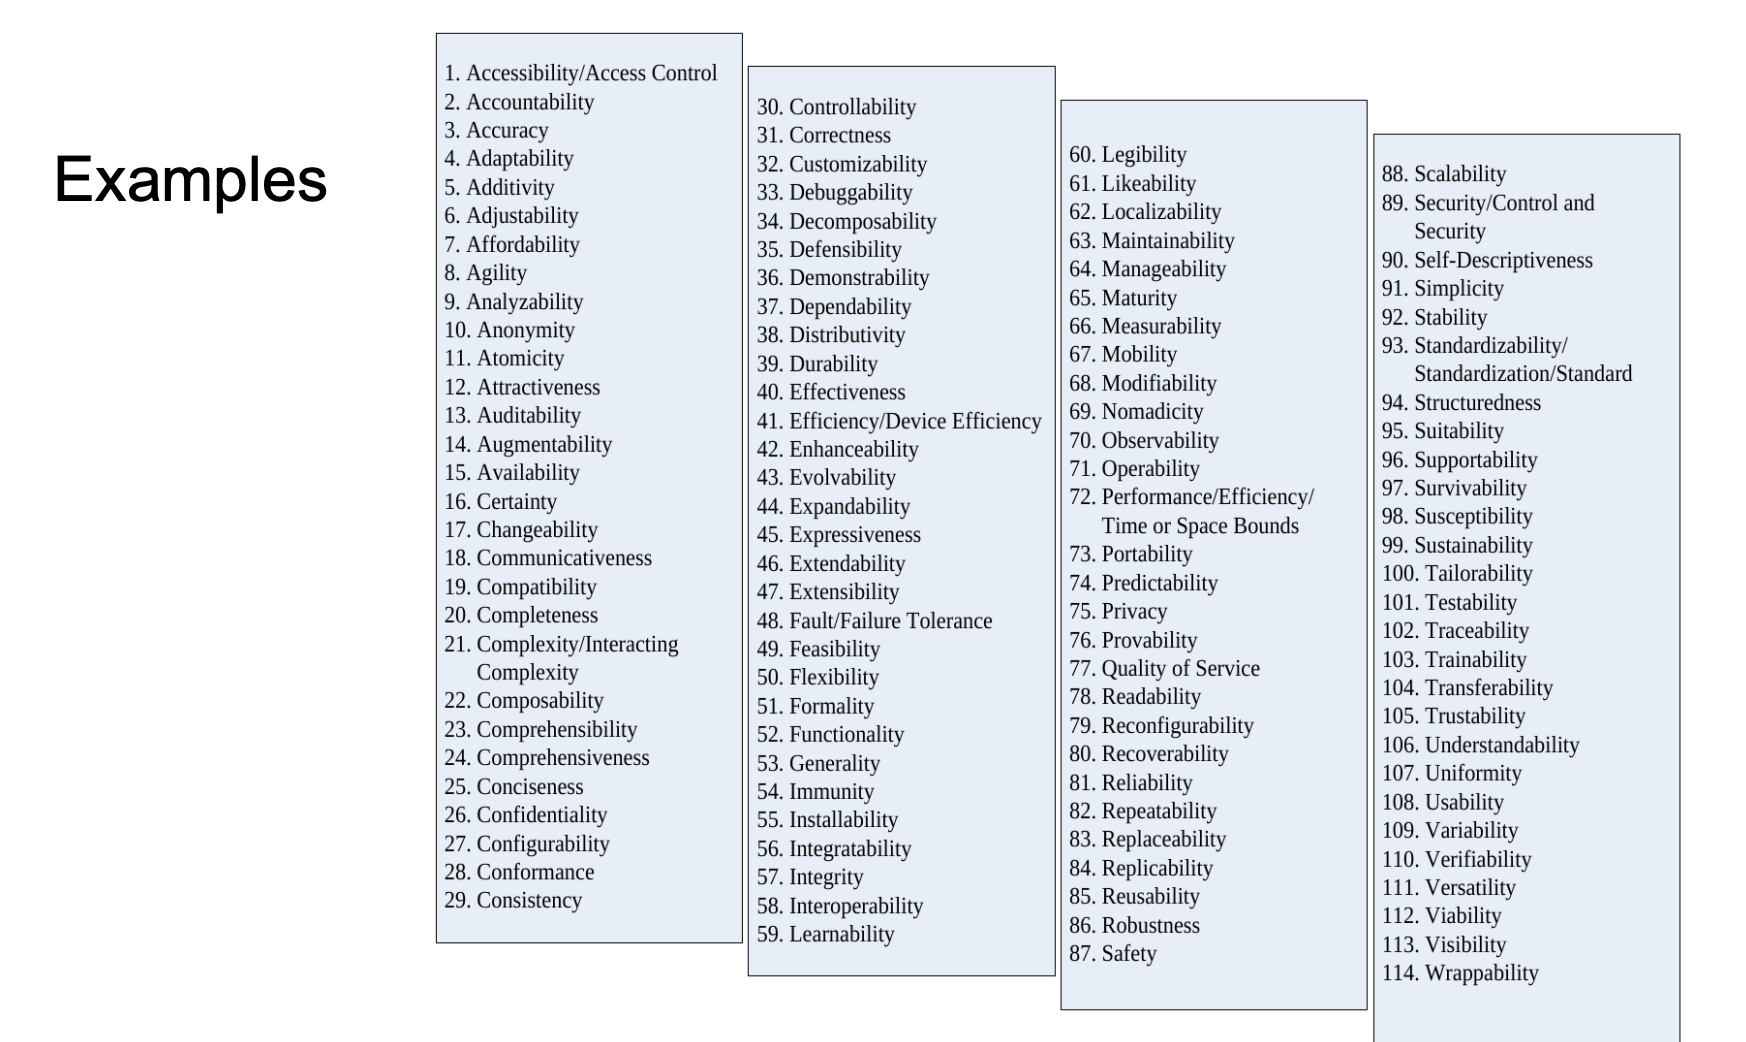 Examples
1. Accessibility/Access Control
2. Accountability
3. Accuracy
4. Adaptability
5. Additivity
6. Adjustability
7. Affordability
8. Agility
9. Analyzability
10. Anonymity
11. Atomicity
12. Attractiveness
13. Auditability
14. Augmentability
15. Availability
16. Certainty
17. Changeability
18. Communicativeness
19. Compatibility
20. Completeness
21. Complexity/Interacting
Complexity
22. Composability
23. Comprehensibility
24. Comprehensiveness
25. Conciseness
26. Confidentiality
27. Configurability
28. Conformance
29. Consistency
30. Controllability
31. Correctness
32. Customizability
33. Debuggability
34. Decomposability
35. Defensibility
36. Demonstrability
37. Dependability
38. Distributivity
39. Durability
40. Effectiveness
41. Efficiency/Device Efficiency
42. Enhanceability
43. Evolvability
44. Expandability
45. Expressiveness
46. Extendability
47. Extensibility
48. Fault/Failure Tolerance
49. Feasibility
50. Flexibility
51. Formality
52. Functionality
53. Generality
54. Immunity
55. Installability
56. Integratability
57. Integrity
58. Interoperability
59. Learnability
60. Legibility
61. Likeability
62. Localizability
63. Maintainability
64. Manageability
65. Maturity
66. Measurability
67. Mobility
68. Modifiability
69. Nomadicity
70. Observability
71. Operability
72. Performance/Efficiency/
Time or Space Bounds
73. Portability
74. Predictability
75. Privacy
76. Provability
77. Quality of Service
78. Readability
79. Reconfigurability
80. Recoverability
81. Reliability
82. Repeatability
83. Replaceability
84. Replicability
85. Reusability
86. Robustness
87. Safety
88. Scalability
89. Security/Control and
Security
90. Self-Descriptiveness
91. Simplicity
92. Stability
93. Standardizability/
Standardization/Standard
94. Structuredness
95. Suitability
96. Supportability
97. Survivability
98. Susceptibility
99. Sustainability
100. Tailorability
101. Testability
102. Traceability
103. Trainability
104. Transferability
105. Trustability
106. Understandability
107. Uniformity
108. Usability
109. Variability
110. Verifiability
111. Versatility
112. Viability
113. Visibility
114. Wrappability